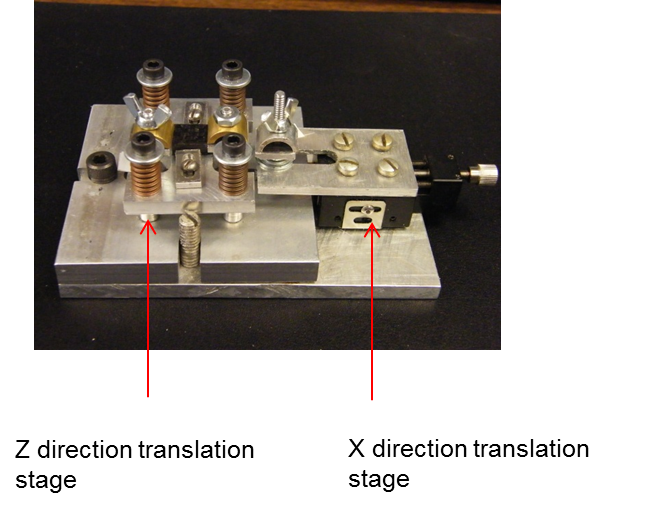 Z direction translation
stage
X direction translation
stage